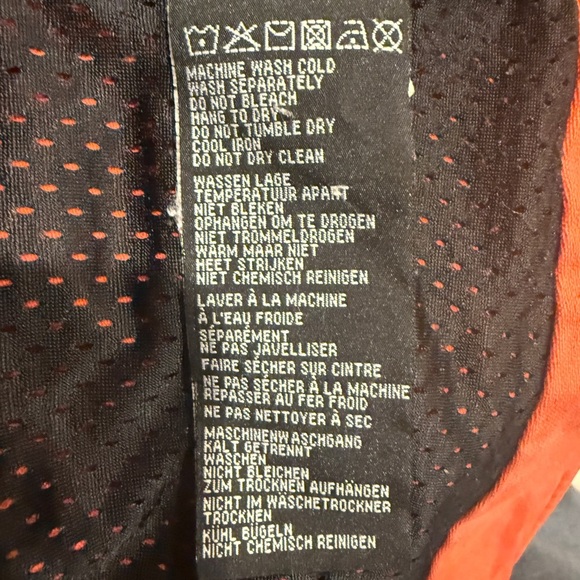 MACHINE WASH COLD
WASH SEPARATELY
DO NOT BLEACH
HANG TO DRY
DO NOT TUMBLE DRY
COOL IRON
DO NOT DRY CLEAN
WASSEN LAGE
TEMPERATUUR APART
NIET BLEKEN
OPHANGEN OM TE DROGEN
NIET TROMMELDROGEN
WARM MAAR NIET
HEET STRIJKEN
NIET CHEMISCH REINIGEN
LAVER À LA MACHINE
À L'EAU FROIDE
SÉPARÉMENT
NE PAS JAVELLISER
FAIRE SÉCHER SUR CINTRE
NE PAS SÉCHER À LA MACHINE
REPASSER AU FER FROID
NE PAS NETTOYER À SEC
MASCHINENWASCHGANG
KALT GETRENNT
WASCHEN
NICHT BLEICHEN
ZUM TROCKNEN AUFHÄNGEN
NICHT IM WASCHETROCKNER
TROCKNEN
KÜHL BÜGELN
NICHT CHEMISCH REINIGEN